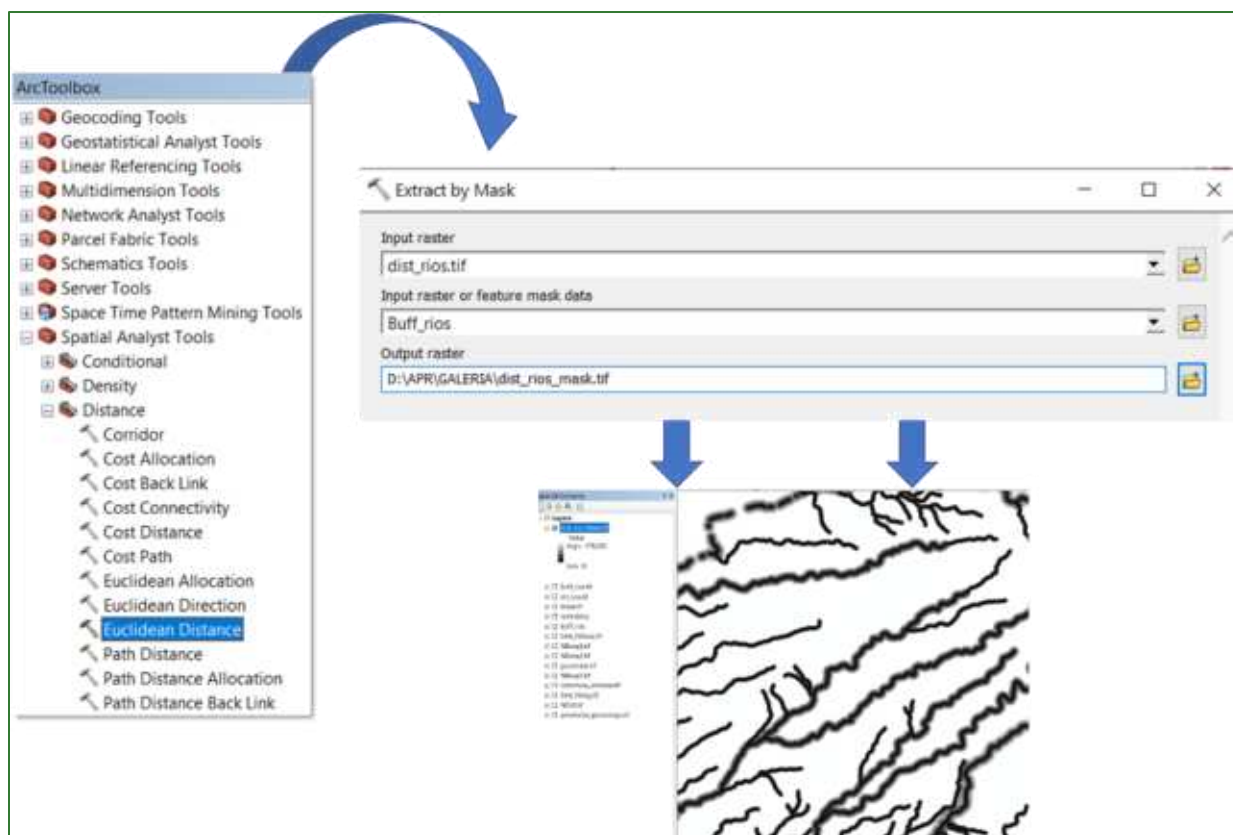 ArcToolbox
Geocoding Tools
Geostatistical Analyst Tools
Linear Referencing Tools
Multidimension Tools
Network Analyst Tools
Parcel Fabric Tools
Schematics Tools
Server Tools
Space Time Pattern Mining Tools
Spatial Analyst Tools
Conditional
Density
Distance
Corridor
Cost Allocation
Cost Back Link
Cost Connectivity
Cost Distance
Cost Path
Euclidean Allocation
Euclidean Direction
Euclidean Distance
Path Distance
Path Distance Allocation
Path Distance Back Link
Extract by Mask
Input raster
dist_rios.tif
Input raster or feature mask data
Buff_rios
Output raster
D:\APR\GALERIA\dist_rios_mask.tif